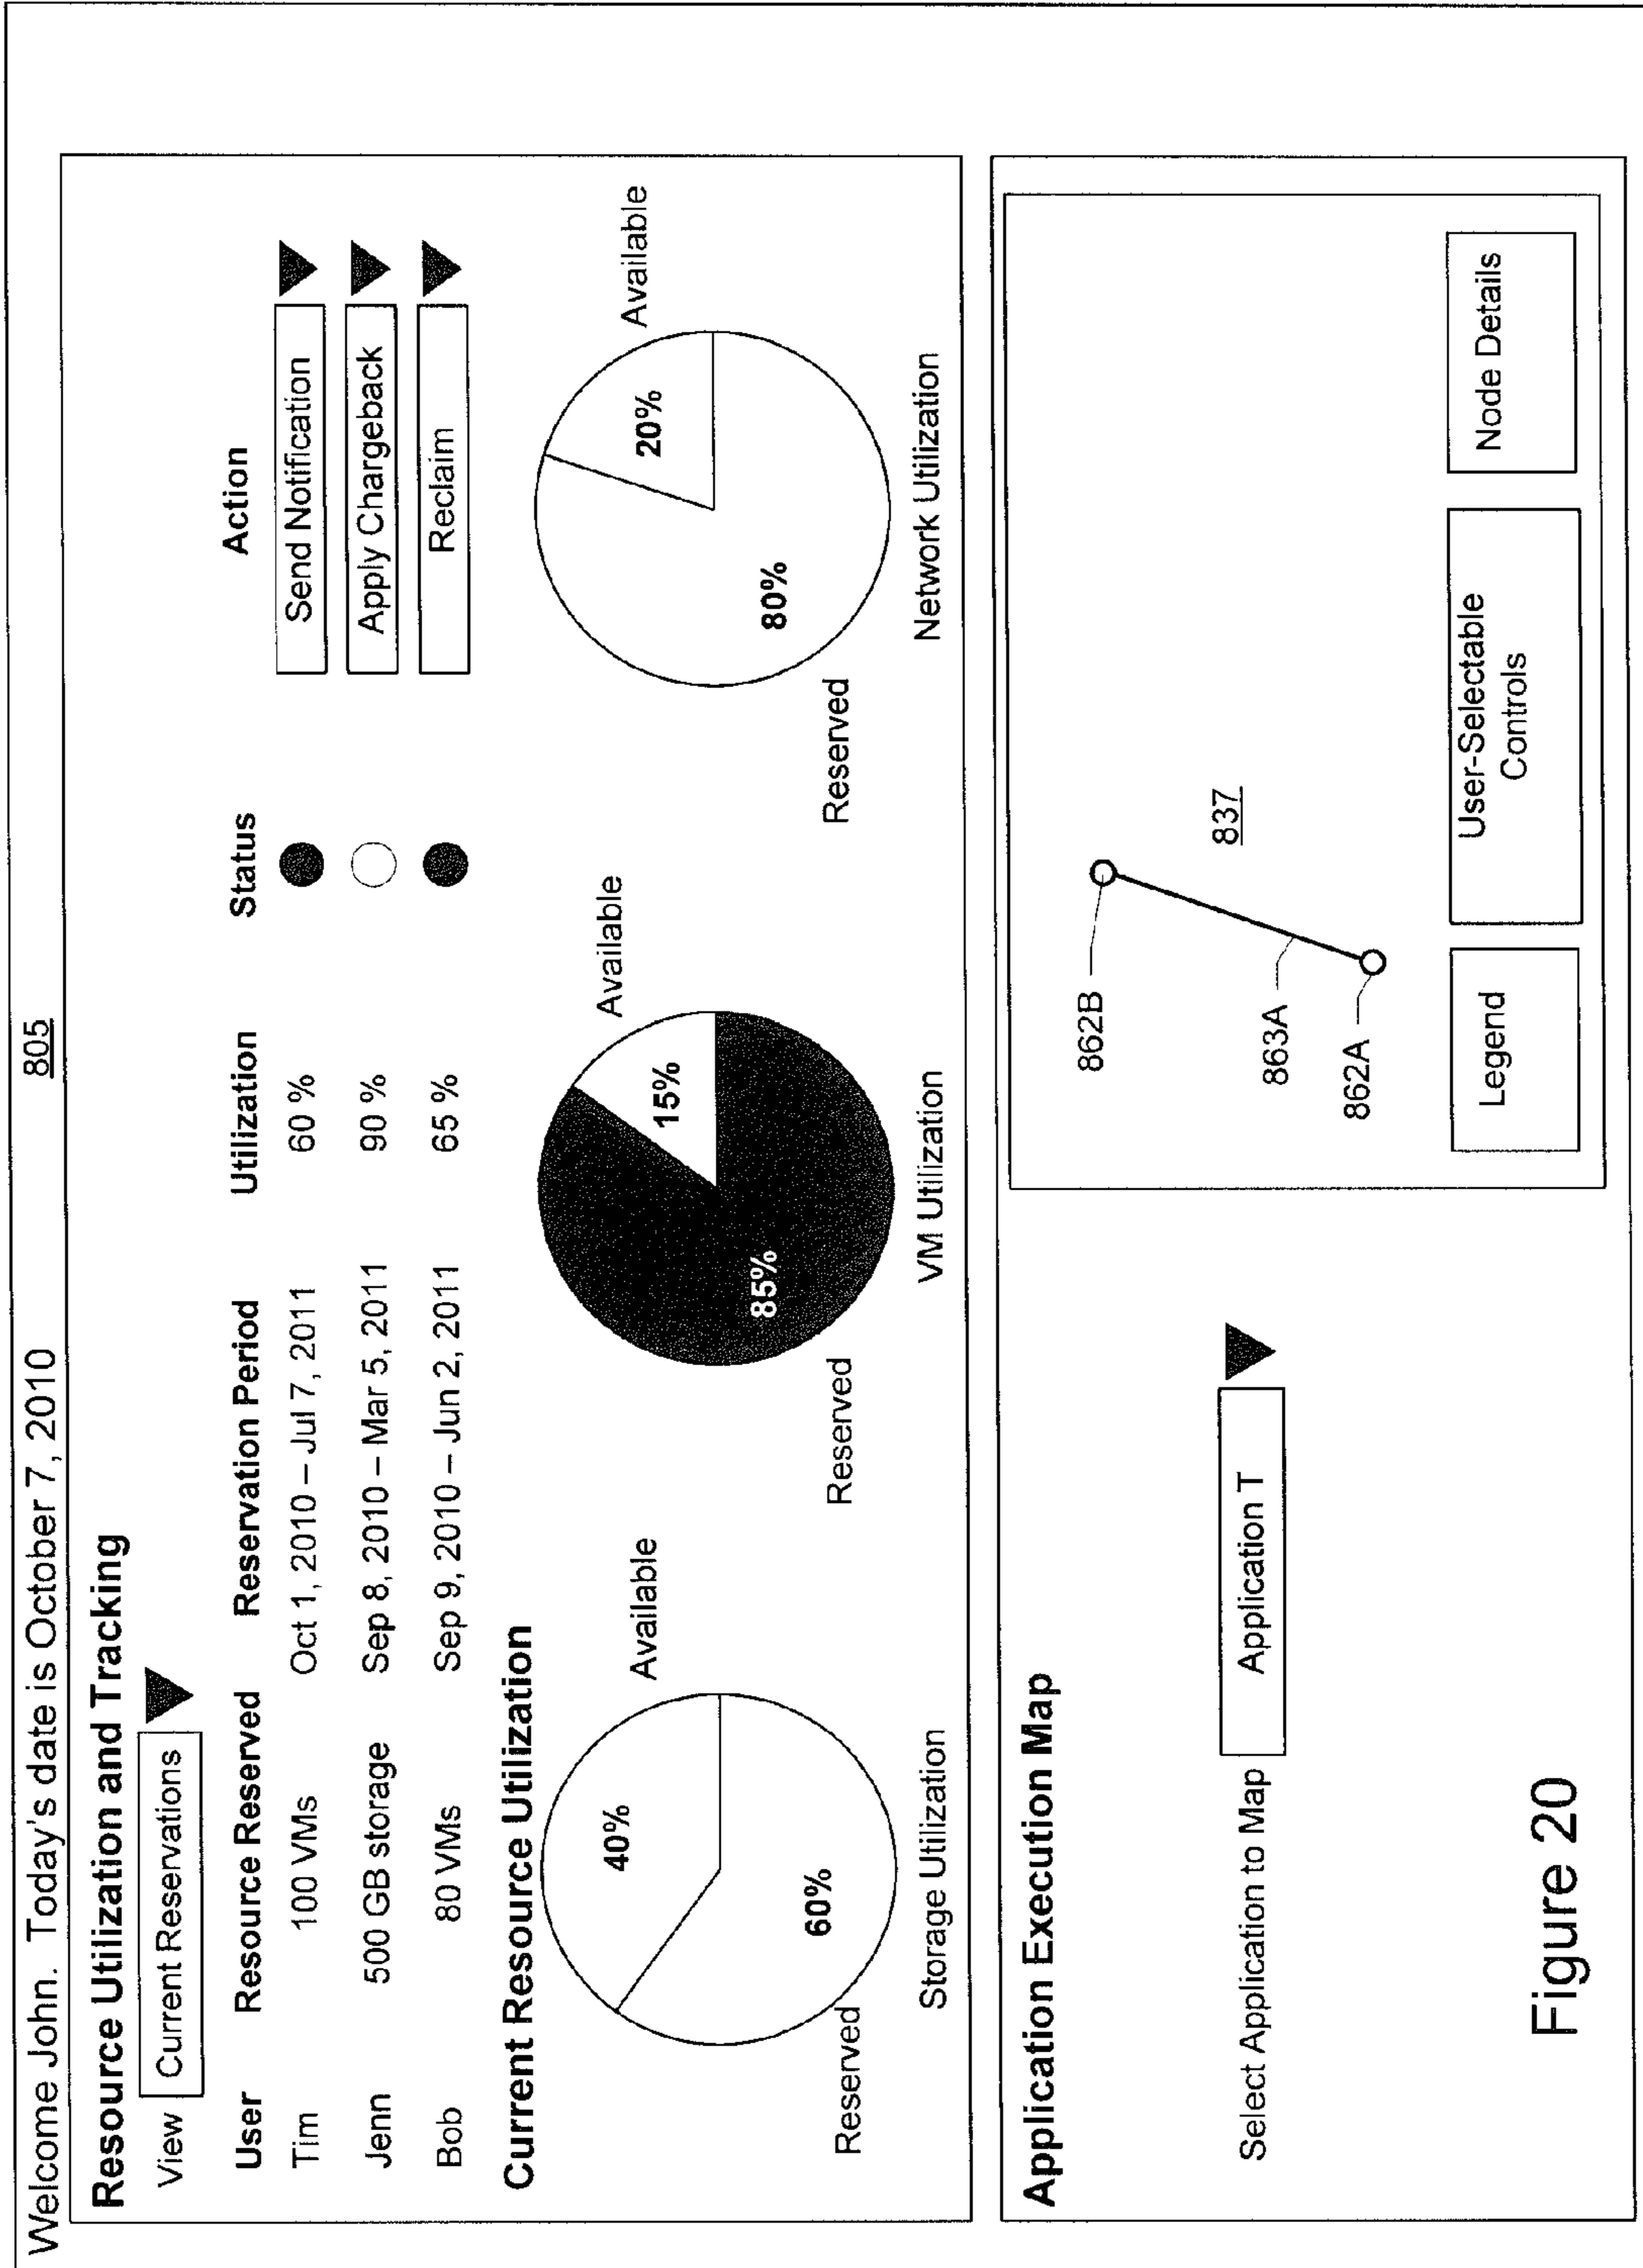 Welcome John. Today's date is October 7, 2010 805
Resource Utilization and Tracking
View Current Reservations
User Resource Reserved Reservation Period Utilization Status Action
Tim 100 VMs Oct 1, 2010 – Jul 7, 2011 60 % Send Notification
Jenn 500 GB storage Sep 8, 2010 – Mar 5, 2011 90 % Apply Chargeback
Bob 80 VMs Sep 9, 2010 – Jun 2, 2011 65 % Reclaim
Current Resource Utilization
Available
40%
60%
Reserved
Storage Utilization
Available
15%
85%
Reserved
VM Utilization
Available
20%
80%
Reserved
Network Utilization
Application Execution Map
Select Application to Map Application T
862B
837
863A
862A
Legend
User-Selectable
Controls
Node Details
Figure 20